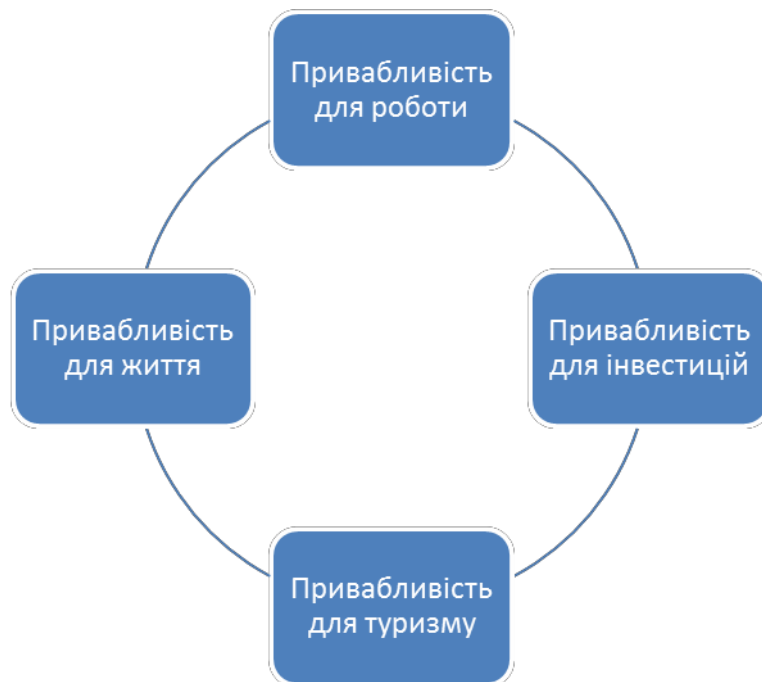 Привабливість
для роботи
Привабливість
для життя
Привабливість
для інвестицій
Привабливість
для туризму